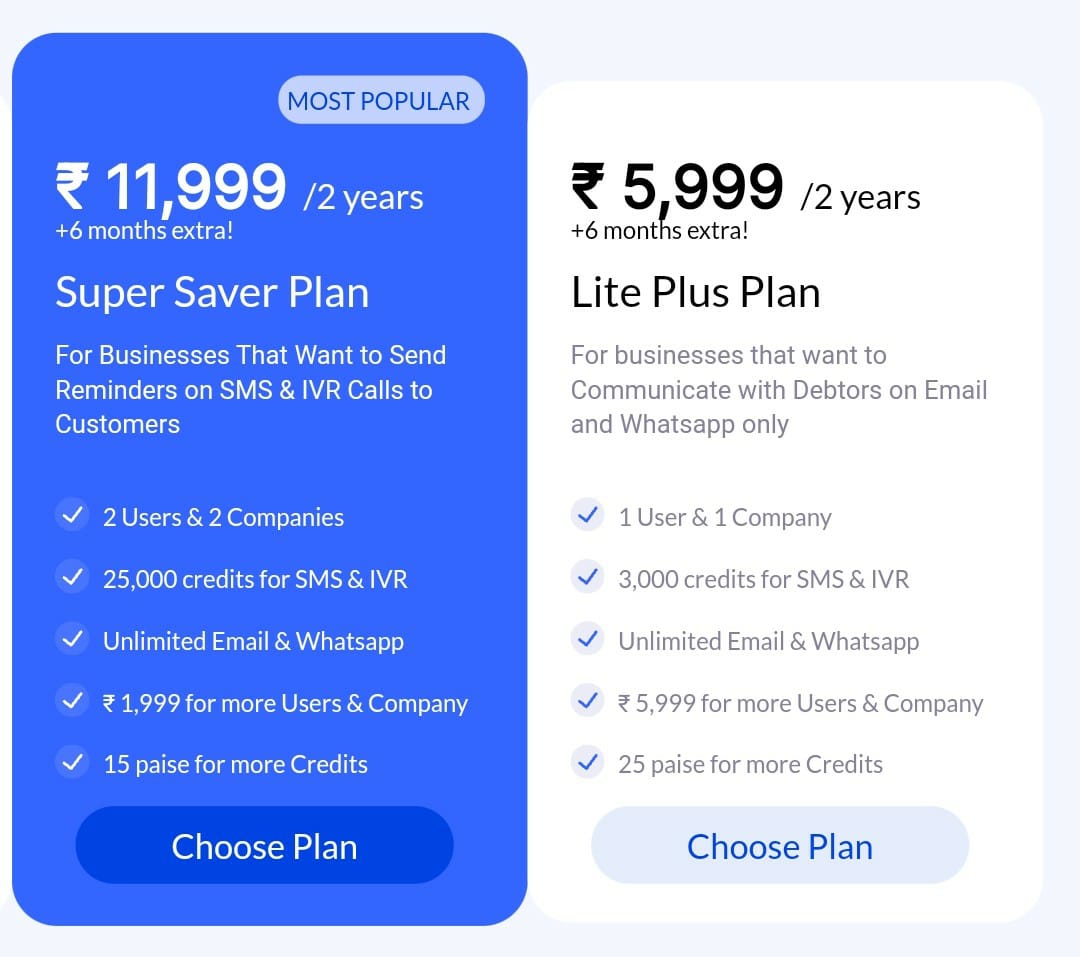 MOST POPULAR
₹ 11,999 /2 years
+6 months extra!
Super Saver Plan
For Businesses That Want to Send
Reminders on SMS & IVR Calls to
Customers
2 Users & 2 Companies
25,000 credits for SMS & IVR
Unlimited Email & Whatsapp
₹ 1,999 for more Users & Company
15 paise for more Credits
Choose Plan
₹ 5,999 /2 years
+6 months extra!
Lite Plus Plan
For businesses that want to
Communicate with Debtors on Email
and Whatsapp only
1 User & 1 Company
3,000 credits for SMS & IVR
Unlimited Email & Whatsapp
₹ 5,999 for more Users & Company
25 paise for more Credits
Choose Plan